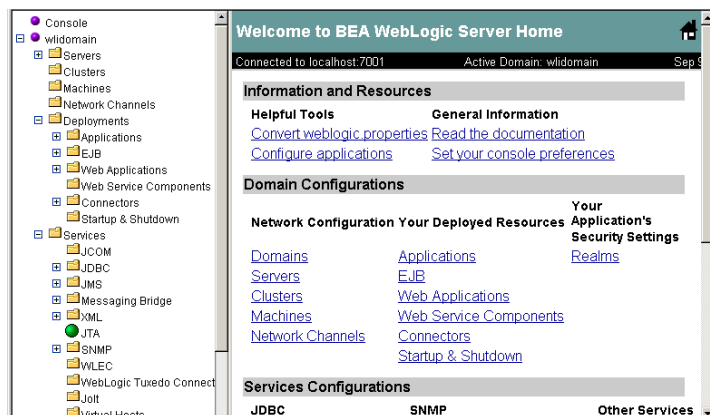 Console
wlidomain
Servers
Clusters
Machines
Network Channels
Deployments
Applications
EJB
Web Applications
Web Service Components
Connectors
Startup & Shutdown
Services
JCOM
JDBC
JMS
Messaging Bridge
XML
JTA
SNMP
WLEC
WebLogic Tuxedo Connect
Jolt
Virtual Hosts
Welcome to BEA WebLogic Server Home
Connected to localhost:7001 Active Domain: wlidomain Sep 9
Information and Resources
Helpful Tools General Information
Convert weblogic.properties Read the documentation
Configure applications Set your console preferences
Domain Configurations
Network Configuration Your Deployed Resources Your Application's Security Settings
Domains Applications Realms
Servers EJB
Clusters Web Applications
Machines Web Service Components
Network Channels Connectors
Startup & Shutdown
Services Configurations
JDBC SNMP Other Services